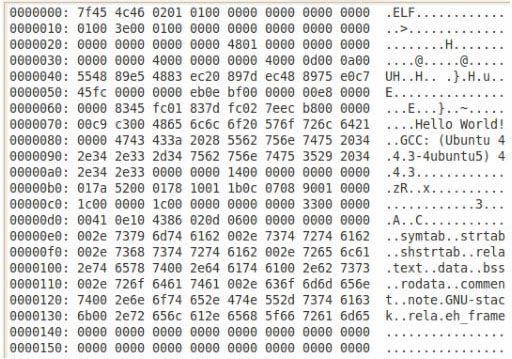 0000000: 7f45 4c46 0201 0100 0000 0000 0000 0000  .ELF............
0000010: 0100 3e00 0100 0000 0000 0000 0000 0000  ..>.............
0000020: 0000 0000 0000 0000 4801 0000 0000 0000  ........H.......
0000030: 0000 0000 4000 0000 0000 4000 0d00 0a00  ....@.....@.....
0000040: 5548 89e5 4883 ec20 897d ec48 8975 e0c7  UH..H.. .}.H.u..
0000050: 45fc 0000 0000 eb0e bf00 0000 00e8 0000  E...............
0000060: 0000 8345 fc01 837d fc02 7eec b800 0000  ...E...}..~.....
0000070: 00c9 c300 4865 6c6c 6f20 576f 726c 6421  ....Hello World!
0000080: 0000 4743 433a 2028 5562 756e 7475 2034  ..GCC: (Ubuntu 4
0000090: 2e34 2e33 2d34 7562 756e 7475 3529 2034  .4.3-4ubuntu5) 4
00000a0: 2e34 2e33 0000 0000 1400 0000 0000 0000  .4.3............
00000b0: 017a 5200 0178 1001 1b0c 0708 9001 0000  .zR..x..........
00000c0: 1c00 0000 1c00 0000 0000 0000 3300 0000  ............3...
00000d0: 0041 0e10 4386 020d 0600 0000 0000 0000  .A..C...........
00000e0: 002e 7379 6d74 6162 002e 7374 7274 6162  ..symtab..strtab
00000f0: 002e 7368 7374 7274 6162 002e 7265 6c61  ..shstrtab..rela
0000100: 2e74 6578 7400 2e64 6174 6100 2e62 7373  .text..data..bss
0000110: 002e 726f 6461 7461 002e 636f 6d6d 656e  ..rodata..commen
0000120: 7400 2e6e 6f74 652e 474e 552d 7374 6163  t..note.GNU-stac
0000130: 6b00 2e72 656c 612e 6568 5f66 7261 6d65  k..rela.eh_frame
0000140: 0000 0000 0000 0000 0000 0000 0000 0000  ................
0000150: 0000 0000 0000 0000 0000 0000 0000 0000  ................